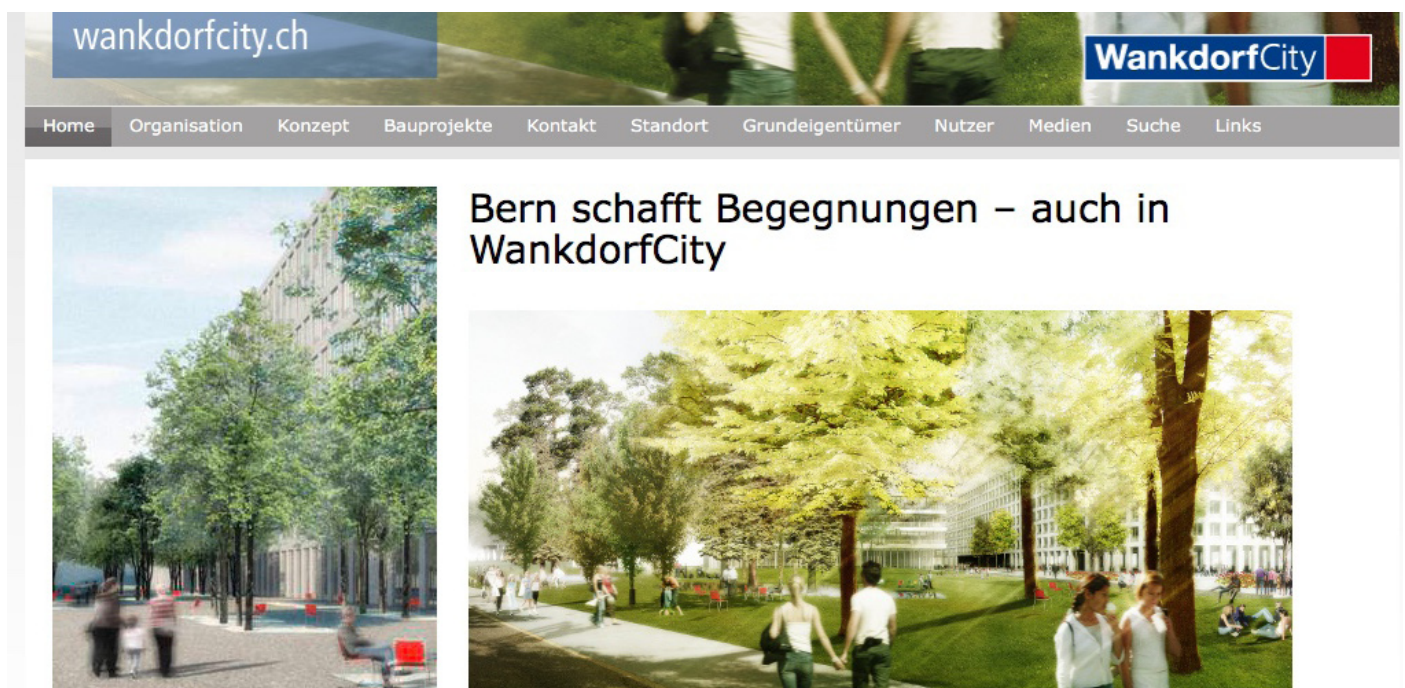 wankdorfcity.ch
WankdorfCity
Home Organisation Konzept Bauprojekte Kontakt Standort Grundeigentümer Nutzer Medien Suche Links
Bern schafft Begegnungen – auch in
WankdorfCity